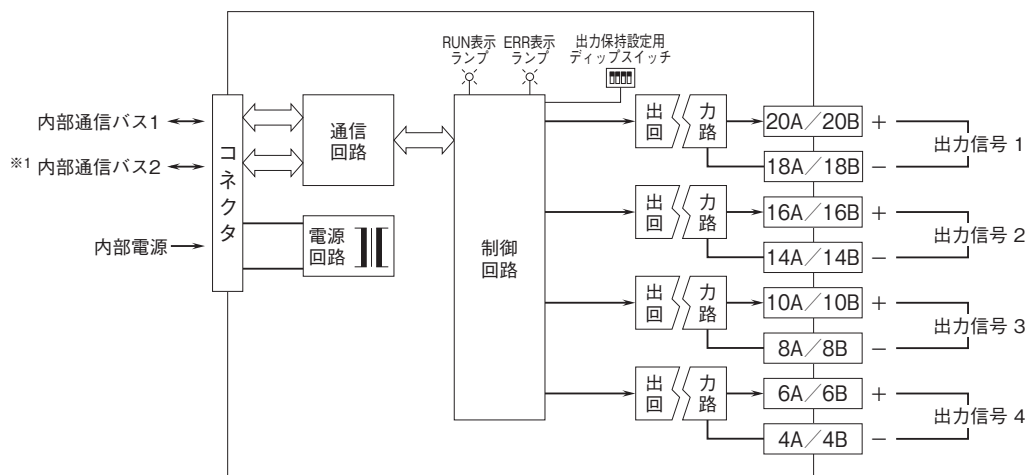 RUN表示
ランプ
ERR表示
ランプ
出力保持設定用
ディップスイッチ
内部通信バス1
※1 内部通信バス2
内部電源
コネクタ
通信
回路
電源
回路
制御
回路
出力
回路
20A/20B +
18A/18B −
出力信号 1
出力
回路
16A/16B +
14A/14B −
出力信号 2
出力
回路
10A/10B +
8A/8B −
出力信号 3
出力
回路
6A/6B +
4A/4B −
出力信号 4